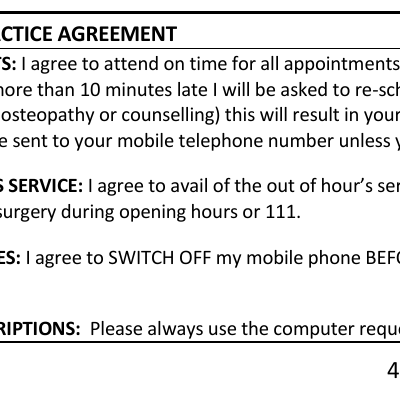 CTICE AGREEMENT
S: I agree to attend on time for all appointments
more than 10 minutes late I will be asked to re-sch
osteopathy or counselling) this will result in your
e sent to your mobile telephone number unless y
S SERVICE: I agree to avail of the out of hour’s ser
surgery during opening hours or 111.
ES: I agree to SWITCH OFF my mobile phone BEFO
RIPTIONS:  Please always use the computer reque
4